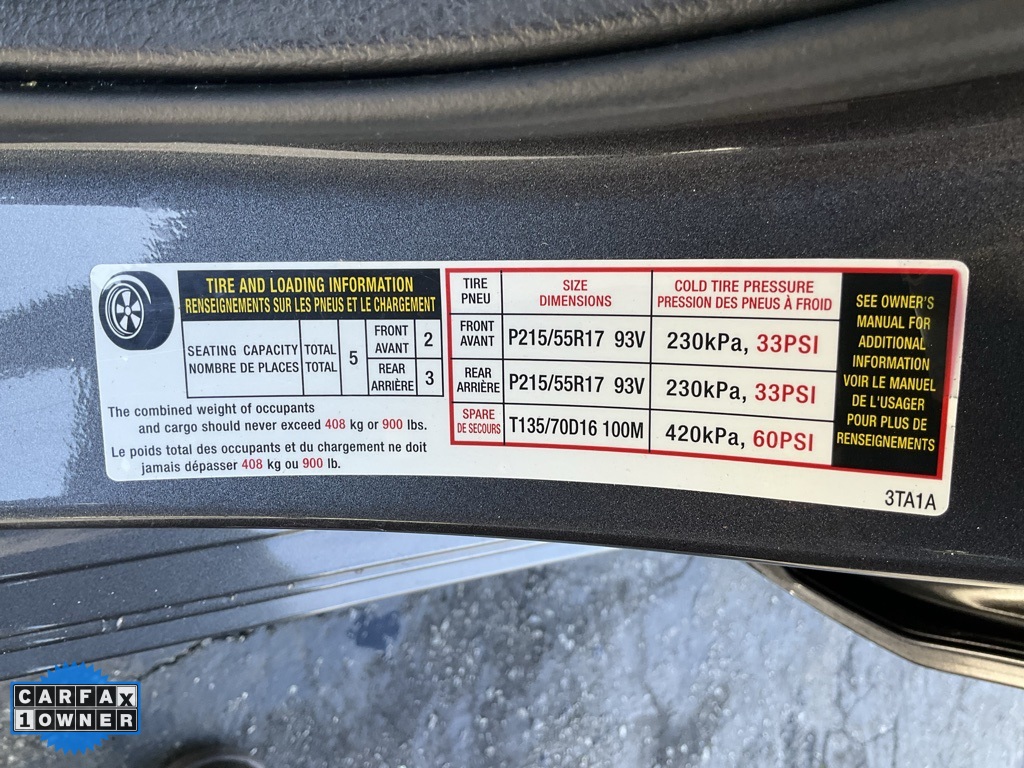 TIRE AND LOADING INFORMATION
RENSEIGNEMENTS SUR LES PNEUS ET LE CHARGEMENT
SEATING CAPACITY
NOMBRE DE PLACES
TOTAL
TOTAL
5
FRONT
AVANT
2
REAR
ARRIÈRE
3
The combined weight of occupants
and cargo should never exceed 408 kg or 900 lbs.
Le poids total des occupants et du chargement ne doit
jamais dépasser 408 kg ou 900 lb.
TIRE
PNEU
SIZE
DIMENSIONS
COLD TIRE PRESSURE
PRESSION DES PNEUS À FROID
FRONT
AVANT
P215/55R17 93V
230kPa, 33PSI
REAR
ARRIÈRE
P215/55R17 93V
230kPa, 33PSI
SPARE
DE SECOURS
T135/70D16 100M
420kPa, 60PSI
SEE OWNER'S
MANUAL FOR
ADDITIONAL
INFORMATION
VOIR LE MANUEL
DE L'USAGER
POUR PLUS DE
RENSEIGNEMENTS
3TA1A
CARFAX
1 OWNER